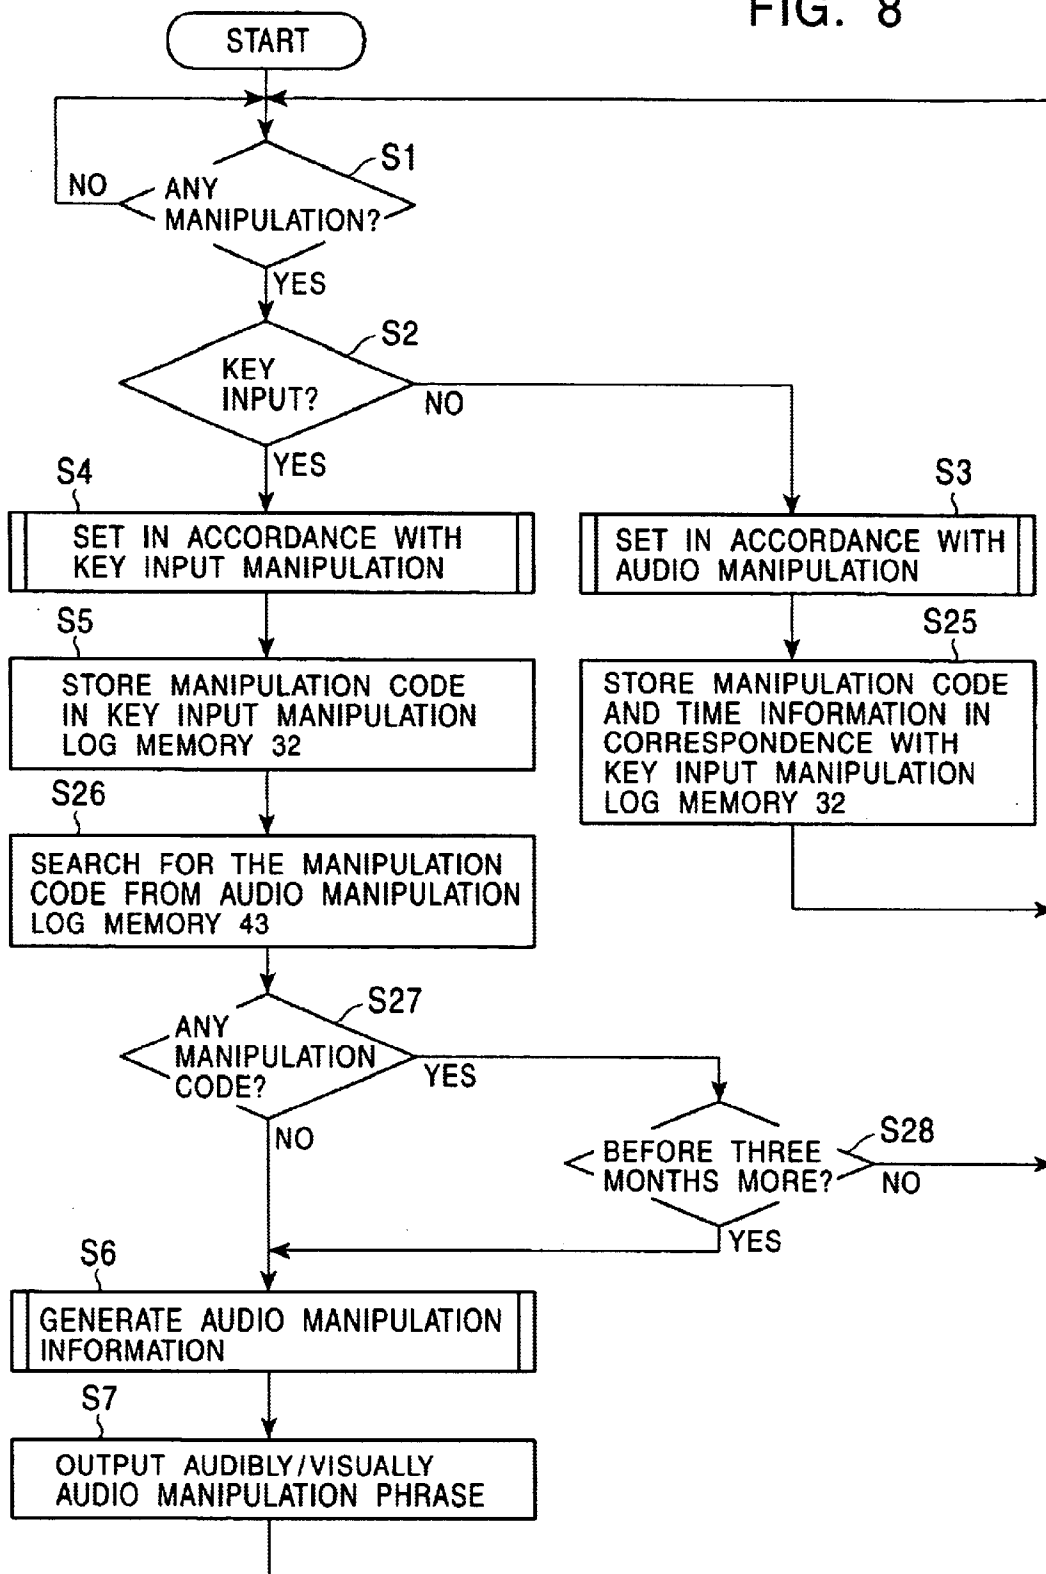 FIG. 8
START
S1
NO
ANY
MANIPULATION?
YES
S2
KEY
INPUT?
NO
YES
S4
SET IN ACCORDANCE WITH
KEY INPUT MANIPULATION
S3
SET IN ACCORDANCE WITH
AUDIO MANIPULATION
S5
STORE MANIPULATION CODE
IN KEY INPUT MANIPULATION
LOG MEMORY 32
S25
STORE MANIPULATION CODE
AND TIME INFORMATION IN
CORRESPONDENCE WITH
KEY INPUT MANIPULATION
LOG MEMORY 32
S26
SEARCH FOR THE MANIPULATION
CODE FROM AUDIO MANIPULATION
LOG MEMORY 43
S27
ANY
MANIPULATION
CODE?
YES
NO
S28
BEFORE THREE
MONTHS MORE?
NO
YES
S6
GENERATE AUDIO MANIPULATION
INFORMATION
S7
OUTPUT AUDIBLY/VISUALLY
AUDIO MANIPULATION PHRASE